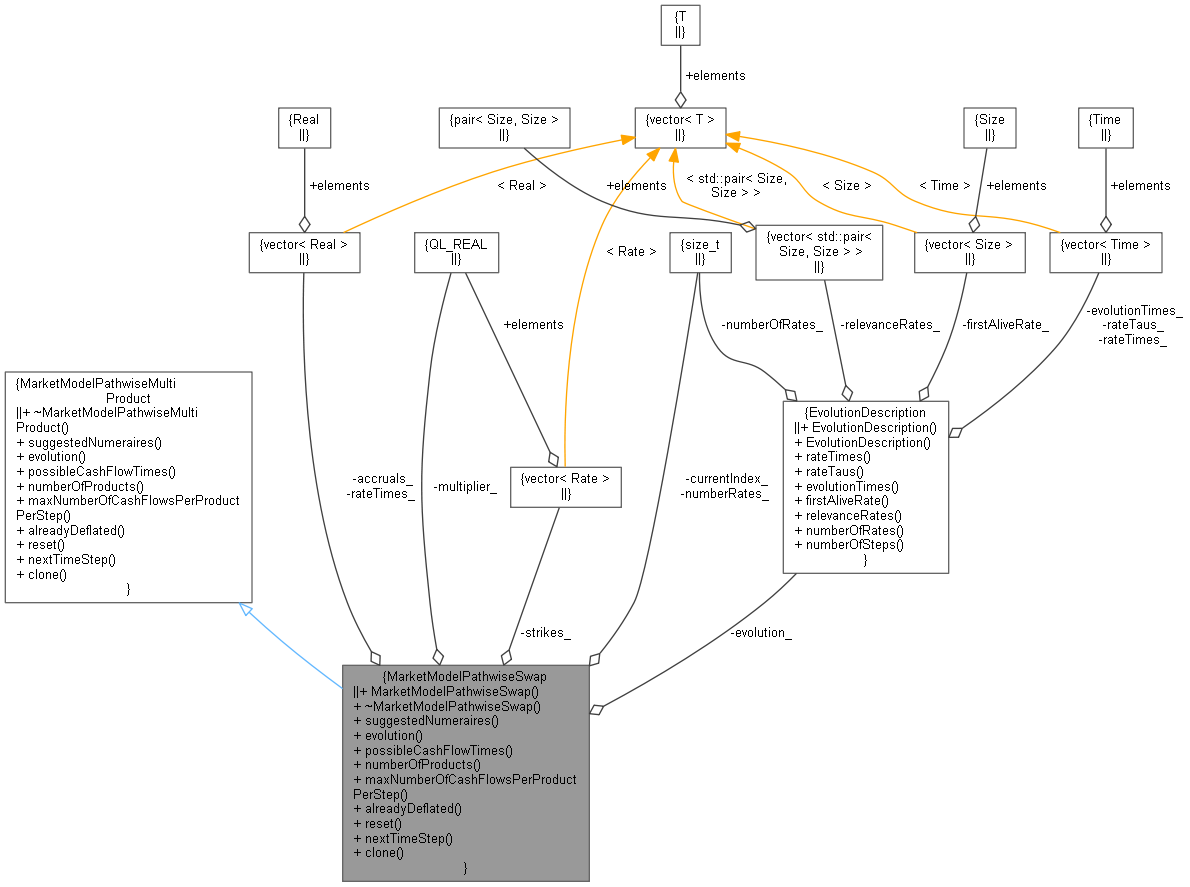 {T
||}
+elements
{Real
||}
{pair< Size, Size >
||}
{vector< T >
||}
{Size
||}
{Time
||}
+elements
< Real >
+elements
< std::pair< Size,
Size > >
< Size >
< Time >
+elements
+elements
{vector< Real >
||}
{QL_REAL
||}
< Rate >
{size_t
||}
{vector< std::pair<
Size, Size > >
||}
{vector< Size >
||}
{vector< Time >
||}
+elements
-numberOfRates_
-relevanceRates_
-firstAliveRate_
-evolutionTimes_
-rateTaus_
-rateTimes_
{MarketModelPathwiseMulti
Product
||+ ~MarketModelPathwiseMulti
Product()
+ suggestedNumeraires()
+ evolution()
+ possibleCashFlowTimes()
+ numberOfProducts()
+ maxNumberOfCashFlowsPerProduct
PerStep()
+ alreadyDeflated()
+ reset()
+ nextTimeStep()
+ clone()
}
-accruals_
-rateTimes_
-multiplier_
{vector< Rate >
||}
-currentIndex_
-numberRates_
{EvolutionDescription
||+ EvolutionDescription()
+ EvolutionDescription()
+ rateTimes()
+ rateTaus()
+ evolutionTimes()
+ firstAliveRate()
+ relevanceRates()
+ numberOfRates()
+ numberOfSteps()
}
-strikes_
-evolution_
{MarketModelPathwiseSwap
||+ MarketModelPathwiseSwap()
+ ~MarketModelPathwiseSwap()
+ suggestedNumeraires()
+ evolution()
+ possibleCashFlowTimes()
+ numberOfProducts()
+ maxNumberOfCashFlowsPerProduct
PerStep()
+ alreadyDeflated()
+ reset()
+ nextTimeStep()
+ clone()
}